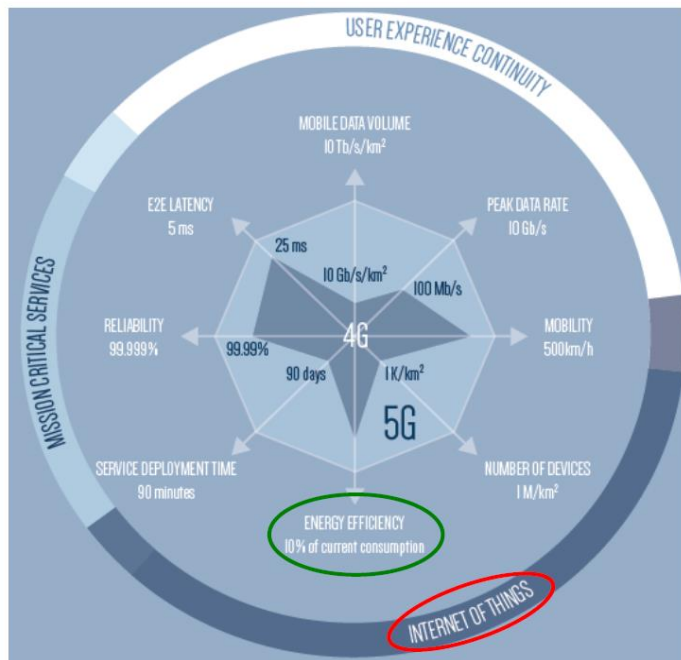 USER EXPERIENCE CONTINUITY
MOBILE DATA VOLUME
10 Tb/s/km²
E2E LATENCY
5 ms
PEAK DATA RATE
10 Gb/s
25 ms
10 Gb/s/km²
100 Mb/s
MISSION CRITICAL SERVICES
RELIABILITY
99.999%
99.99%
4G
MOBILITY
500km/h
90 days
1 K/km²
5G
SERVICE DEPLOYMENT TIME
90 minutes
NUMBER OF DEVICES
1 M/km²
ENERGY EFFICIENCY
10% of current consumption
INTERNET OF THINGS